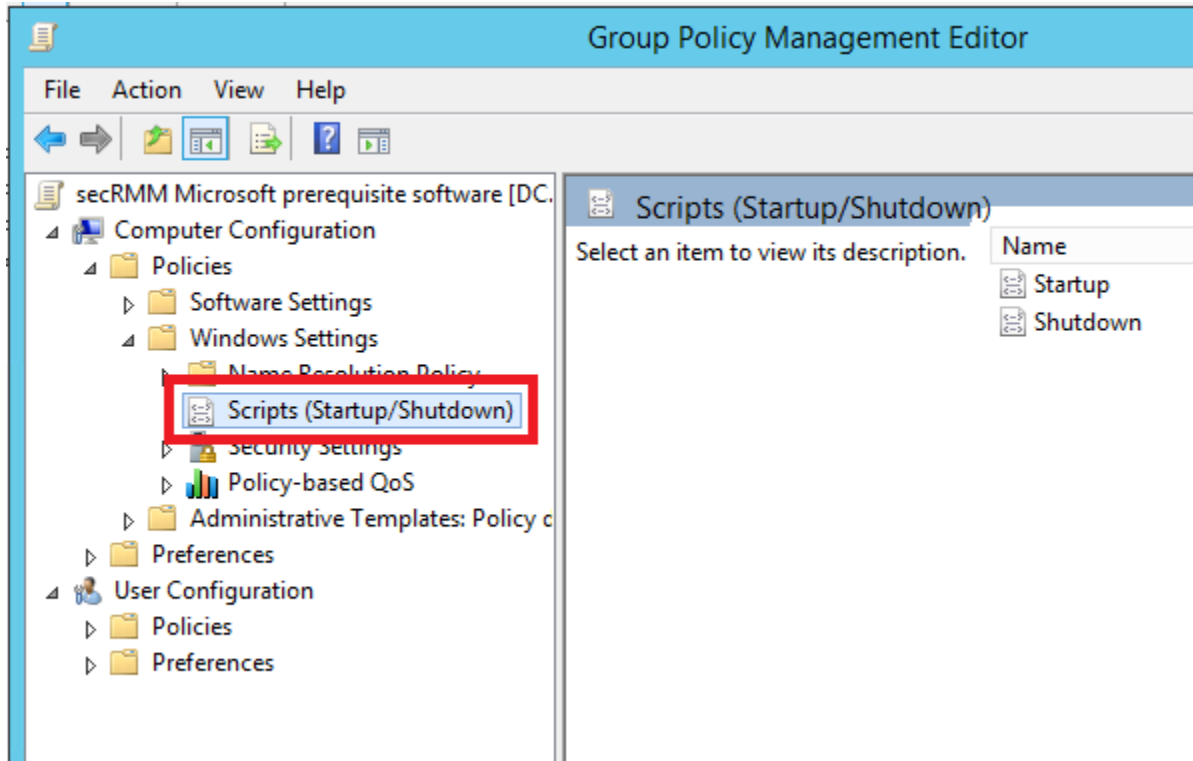 Group Policy Management Editor
File Action View Help
secRMM Microsoft prerequisite software [DC.
Computer Configuration
Policies
Software Settings
Windows Settings
Name Resolution Policy
Scripts (Startup/Shutdown)
Security Settings
Policy-based QoS
Administrative Templates: Policy
Preferences
User Configuration
Policies
Preferences
Scripts (Startup/Shutdown)
Select an item to view its description.
Name
Startup
Shutdown